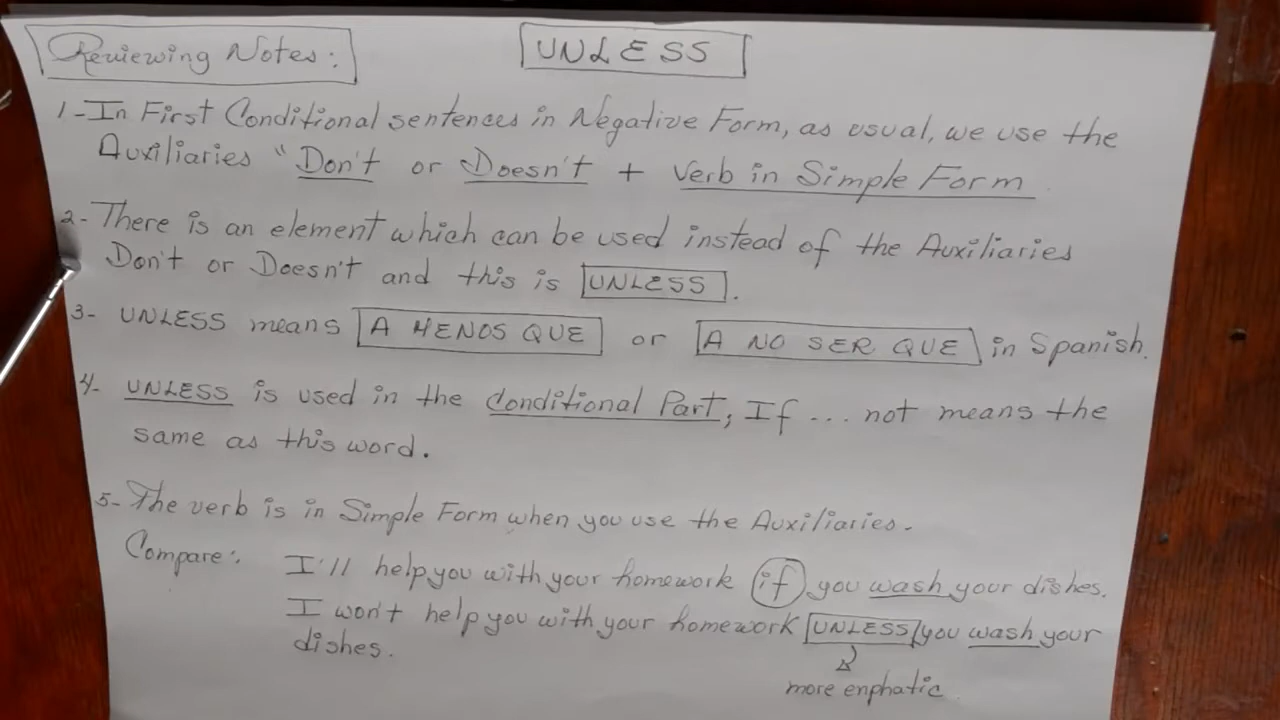 Reviewing Notes:
UNLESS
1-In First Conditional sentences in Negative Form, as usual, we use the
Auxiliaries "Don't or Doesn't + Verb in Simple Form
2- There is an element which can be used instead of the Auxiliaries
Don't or Doesn't and this is UNLESS.
3- UNLESS means A MENOS QUE or A NO SER QUE in Spanish.
4- UNLESS is used in the Conditional Part; If ... not means the
same as this word.
5- The verb is in Simple Form when you use the Auxiliaries.
Compare: I'll help you with your homework if you wash your dishes.
I won't help you with your homework UNLESS you wash your
dishes.
more enphatic